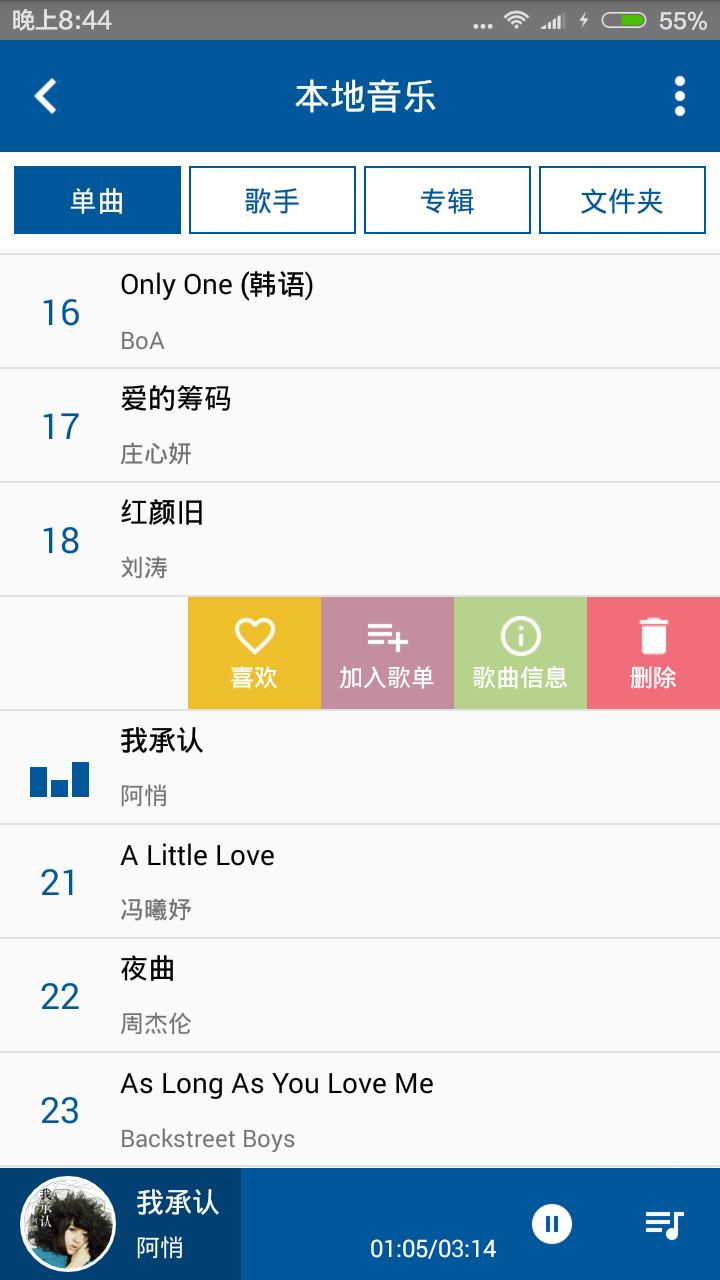 晚上8:44 ... 55%
本地音乐
单曲 歌手 专辑 文件夹
16 Only One (韩语)
BoA
17 爱的筹码
庄心妍
18 红颜旧
刘涛
喜欢 加入歌单 歌曲信息 删除
我承认
阿悄
21 A Little Love
冯曦妤
22 夜曲
周杰伦
23 As Long As You Love Me
Backstreet Boys
我承认
我承认
阿悄
01:05/03:14